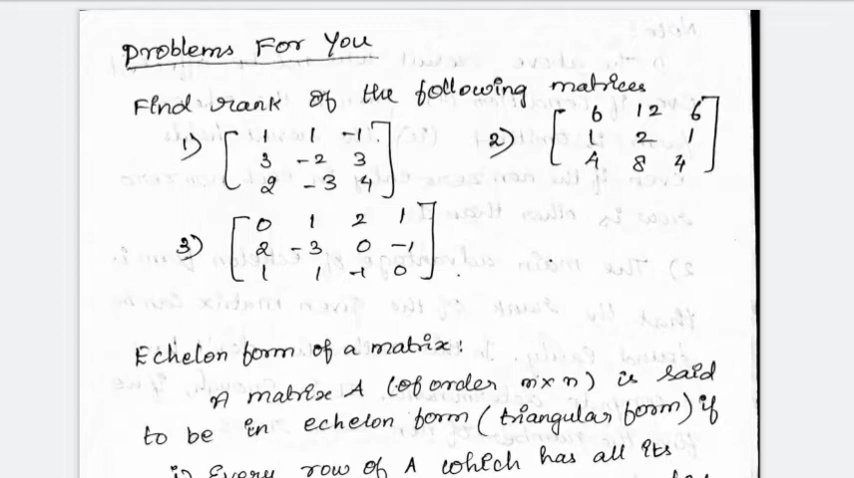 Problems For You
Find rank of the following matrices
1) [ 1 1 -1
3 -2 3
2 -3 4 ]
2) [ 6 12 6
1 2 1
4 8 4 ]
3) [ 0 1 2 1
2 -3 0 -1
1 1 -1 0 ] .
Echelon form of a matrix:
A matrix A (of order m x n) is said
to be in echelon form (triangular form) if
i) Every row of A which has all its